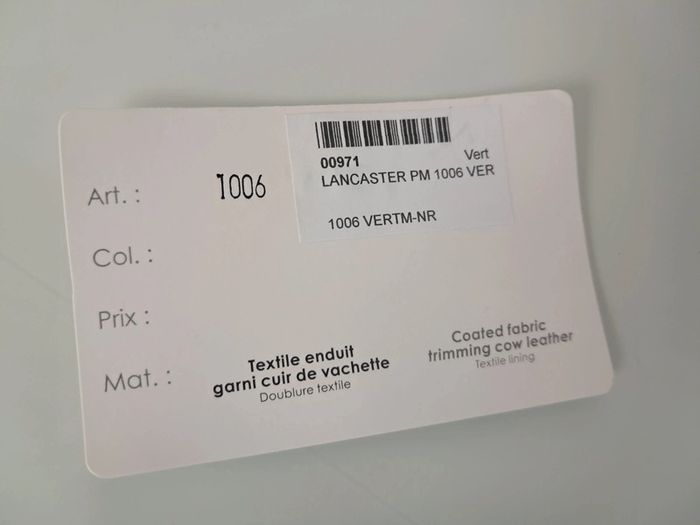 Art. : 1006
00971 Vert
LANCASTER PM 1006 VER
1006 VERTM-NR
Col. :
Prix :
Mat. :
Textile enduit
garni cuir de vachette
Doublure textile
Coated fabric
trimming cow leather
Textile lining